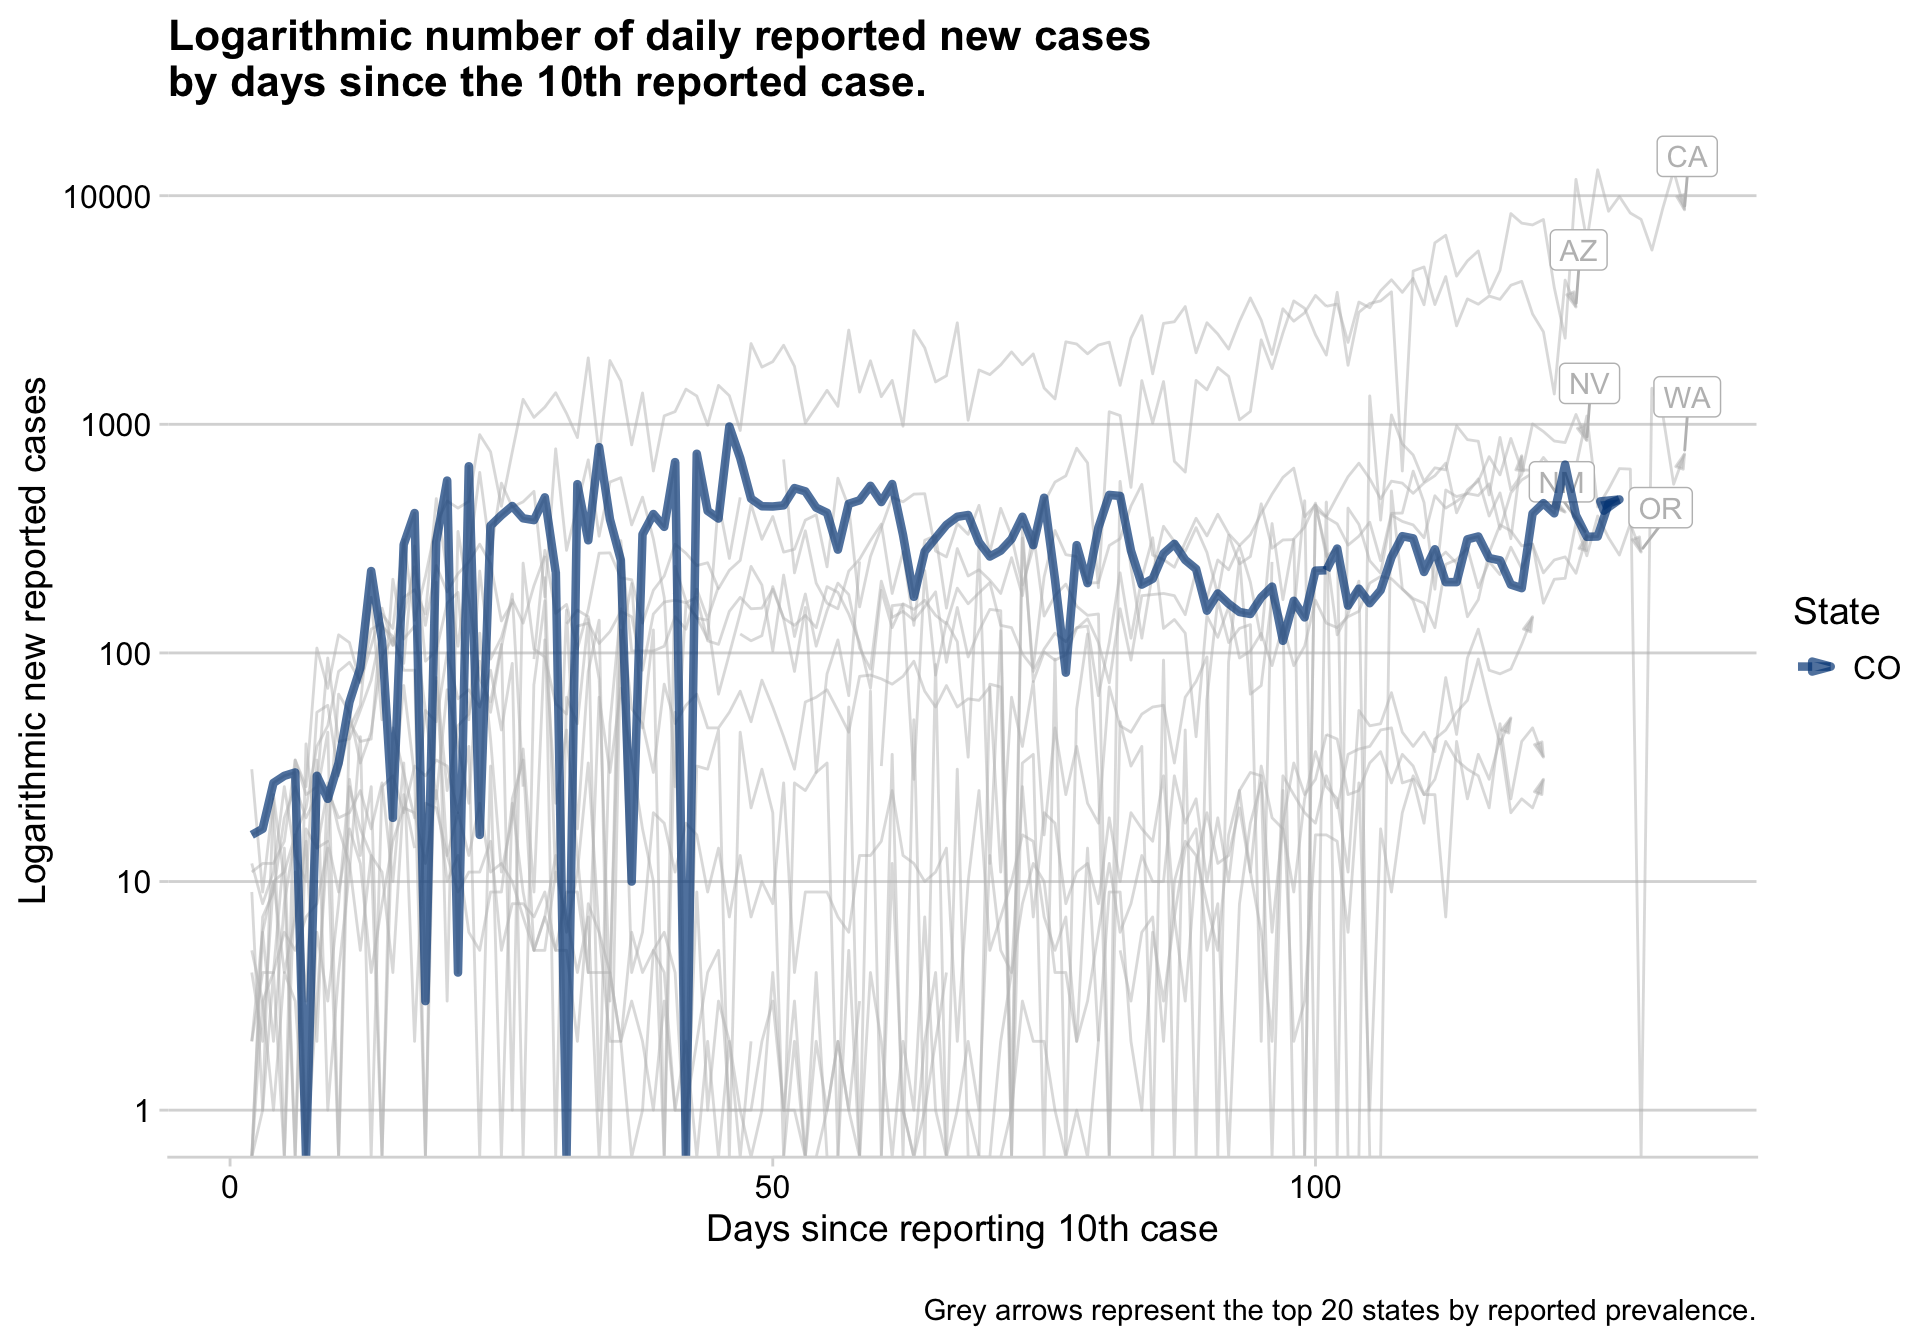 Logarithmic number of daily reported new cases
by days since the 10th reported case.
Logarithmic new reported cases
10000
1000
100
10
1
CA
AZ
NV
WA
NM
OR
State
CO
0
50
100
Days since reporting 10th case
Grey arrows represent the top 20 states by reported prevalence.